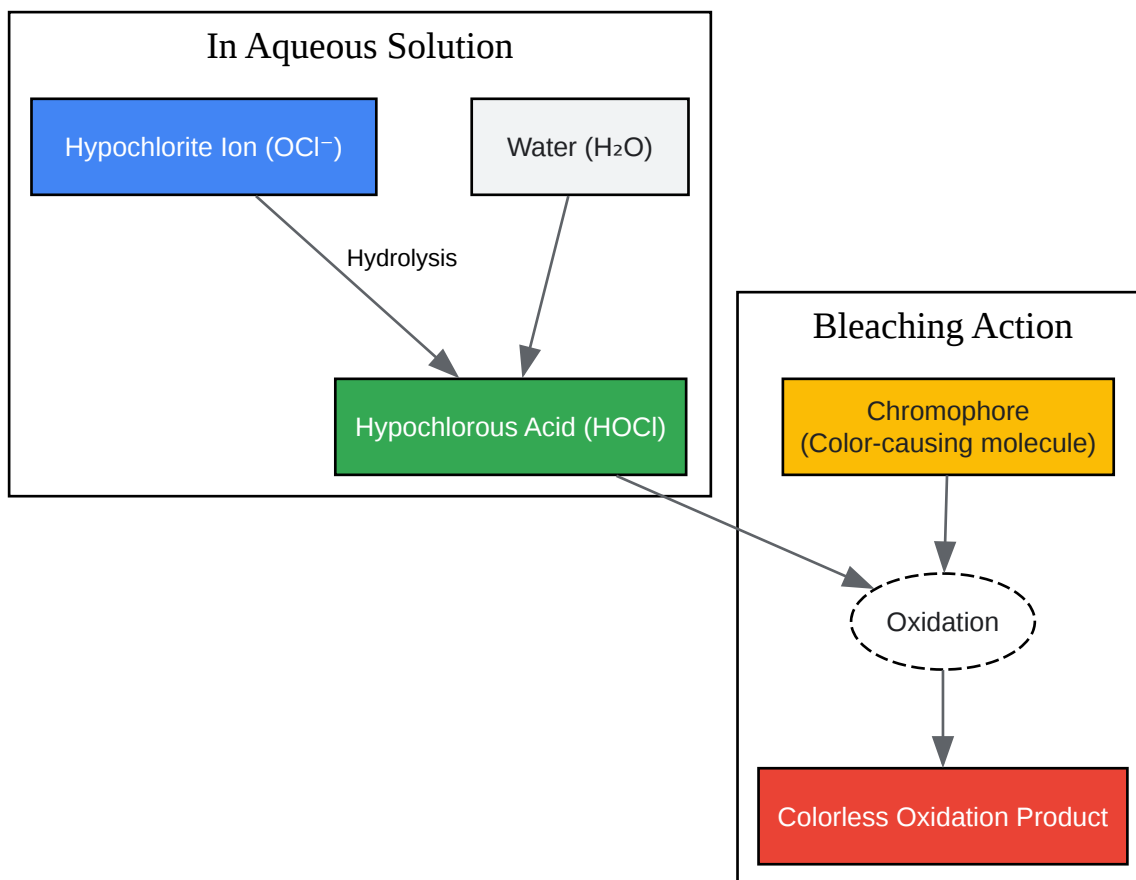 In Aqueous Solution
Hypochlorite Ion (OCl⁻)
Water (H₂O)
Hydrolysis
Hypochlorous Acid (HOCl)
Bleaching Action
Chromophore
(Color-causing molecule)
Oxidation
Colorless Oxidation Product